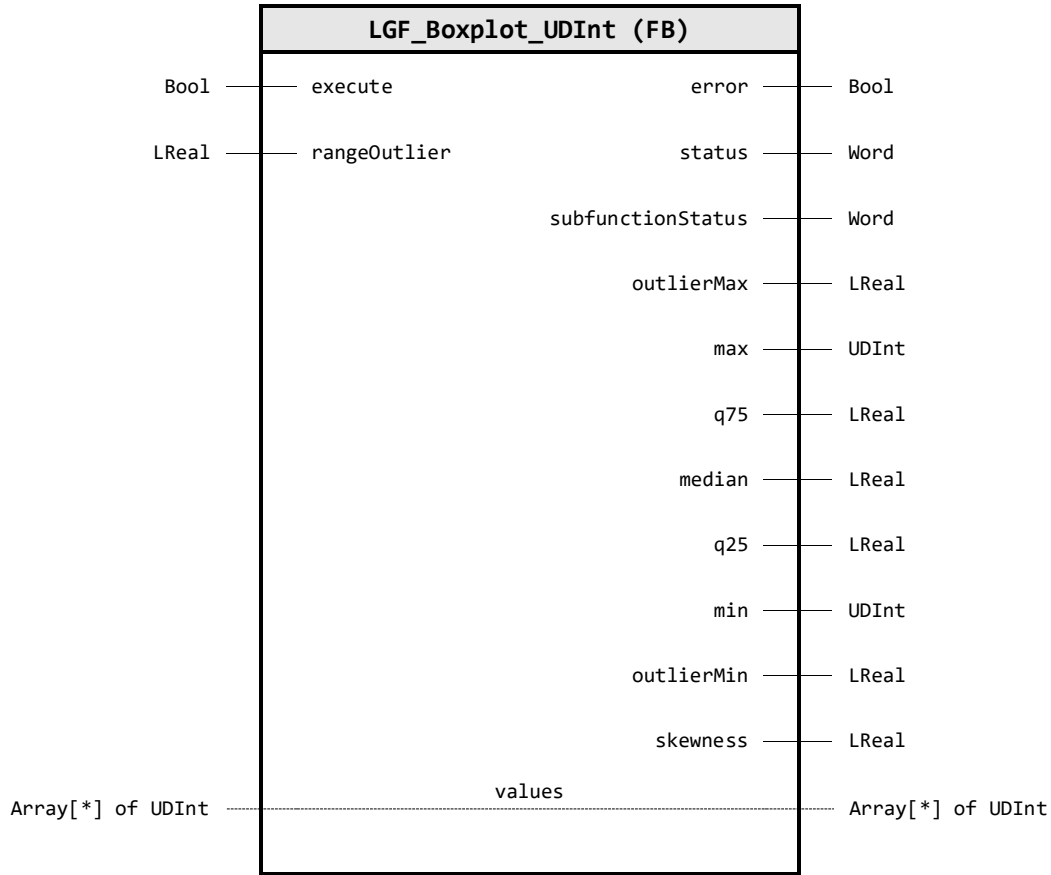 LGF_Boxplot_UDInt (FB)
Bool execute error Bool
LReal rangeOutlier status Word
subfunctionStatus Word
outlierMax LReal
max UDInt
q75 LReal
median LReal
q25 LReal
min UDInt
outlierMin LReal
skewness LReal
values
Array[*] of UDInt Array[*] of UDInt